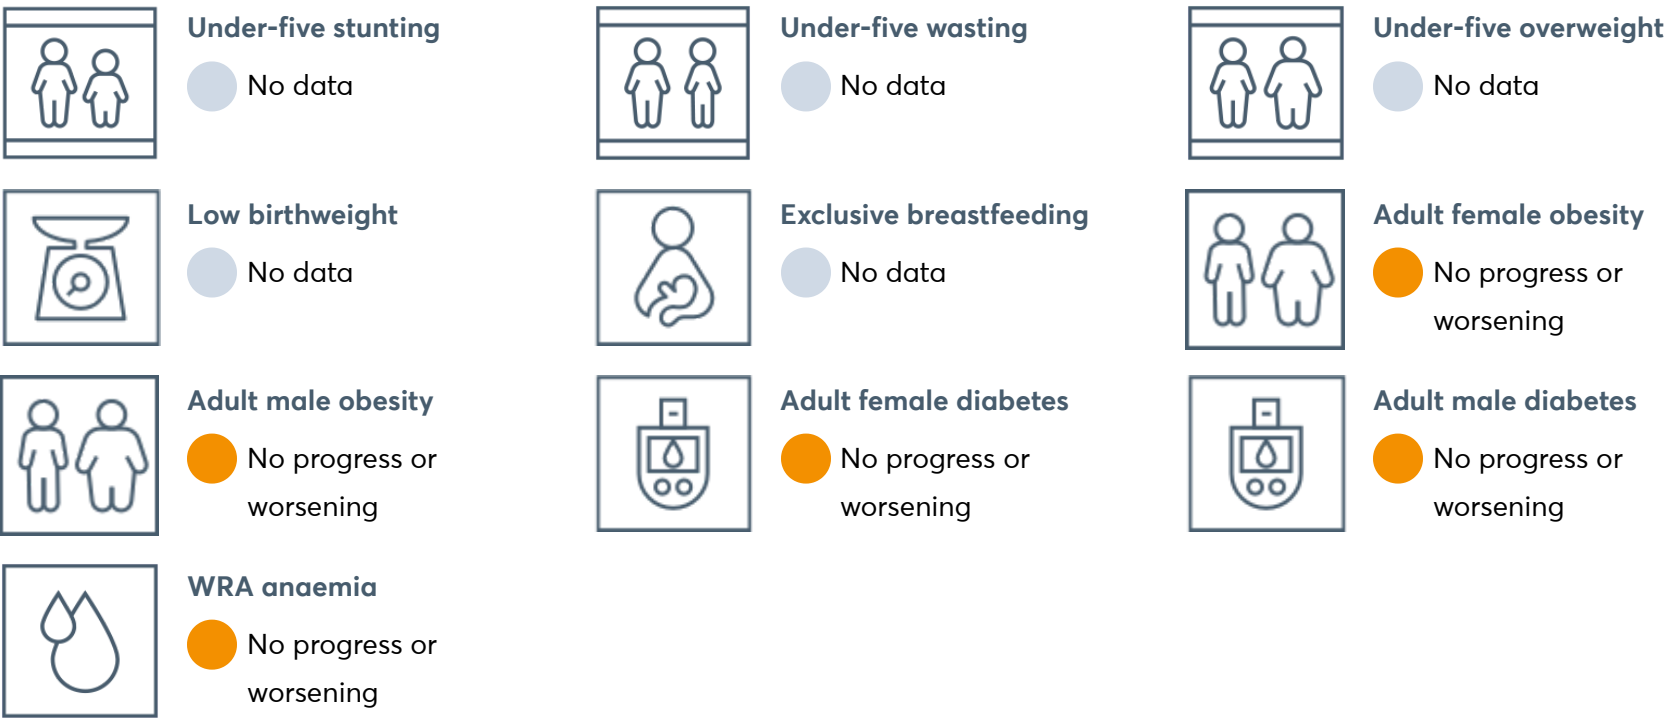 Under-five stunting
No data
Under-five wasting
No data
Under-five overweight
No data
Low birthweight
No data
Exclusive breastfeeding
No data
Adult female obesity
No progress or
worsening
Adult male obesity
No progress or
worsening
Adult female diabetes
No progress or
worsening
Adult male diabetes
No progress or
worsening
WRA anaemia
No progress or
worsening